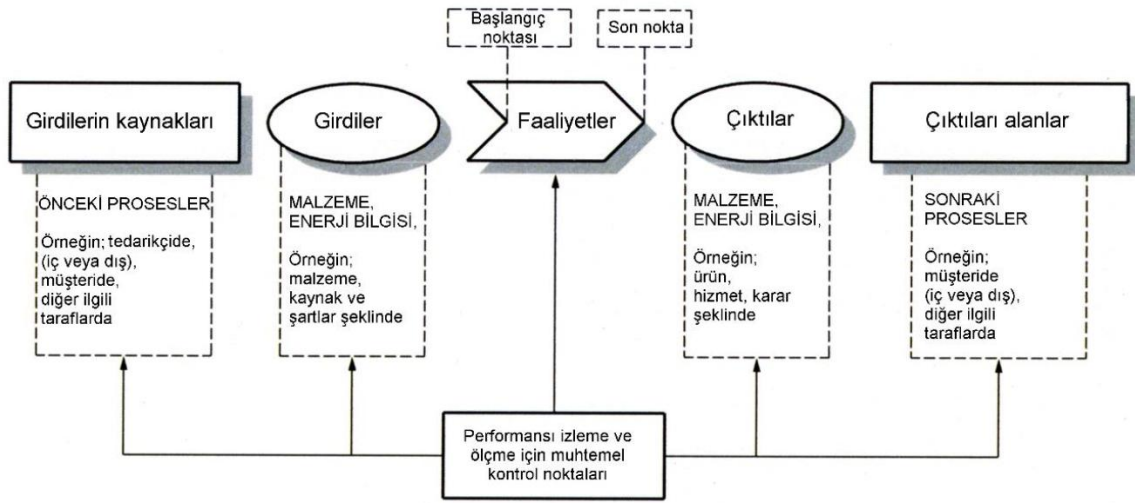 Başlangıç
noktası
Son nokta
Girdilerin kaynakları
Girdiler
Faaliyetler
Çıktılar
Çıktıları alanlar
ÖNCEKİ PROSESLER
Örneğin; tedarikçide,
(iç veya dış),
müşteride,
diğer ilgili
taraflarda
MALZEME,
ENERJİ BİLGİSİ,
Örneğin;
malzeme,
kaynak ve
şartlar şeklinde
MALZEME,
ENERJİ BİLGİSİ,
Örneğin;
ürün,
hizmet, karar
şeklinde
SONRAKİ
PROSESLER
Örneğin;
müşteride
(iç veya dış),
diğer ilgili
taraflarda
Performansı izleme ve
ölçme için muhtemel
kontrol noktaları